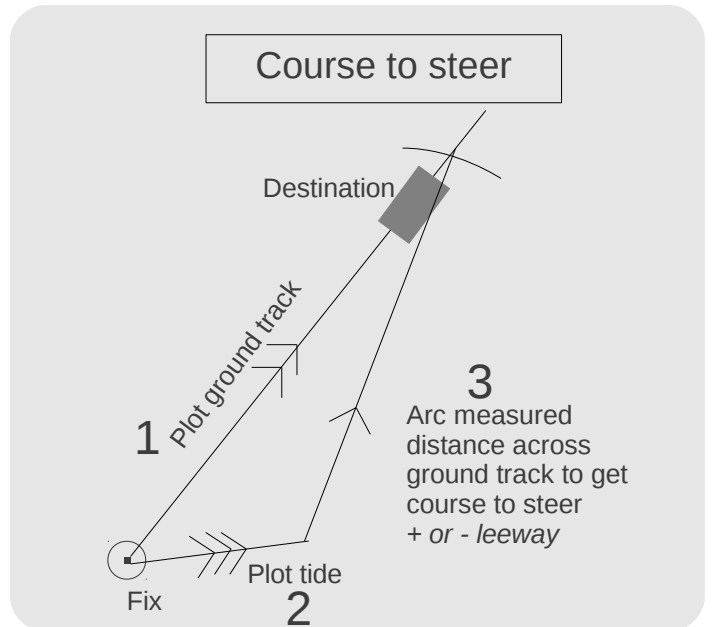 Course to steer
Destination
Plot ground track
1
3
Arc measured
distance across
ground track to get
course to steer
+ or - leeway
Plot tide
Fix
2